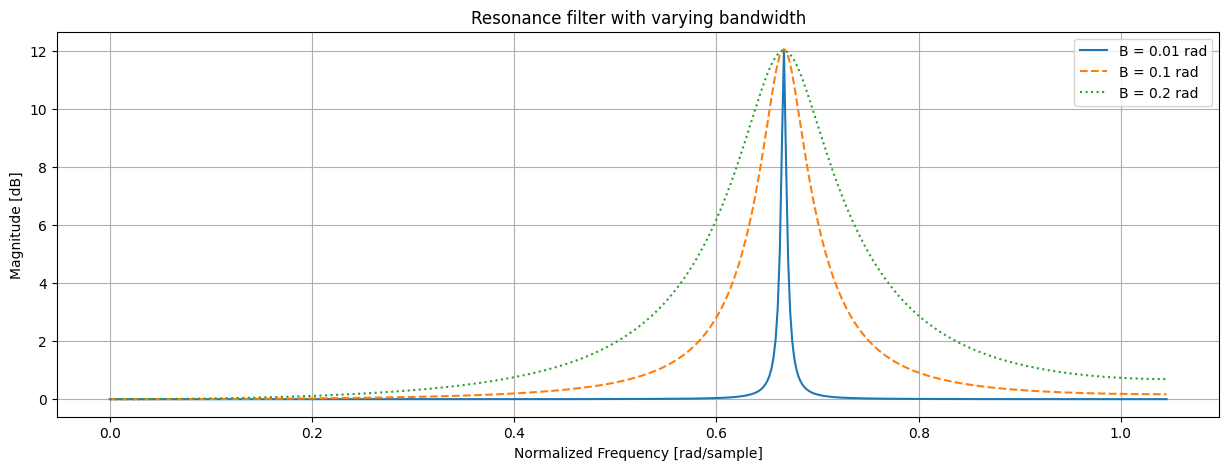 Resonance filter with varying bandwidth
B = 0.01 rad
B = 0.1 rad
B = 0.2 rad
Magnitude [dB]
12
10
8
6
4
2
0
0.0
0.2
0.4
0.6
0.8
1.0
Normalized Frequency [rad/sample]